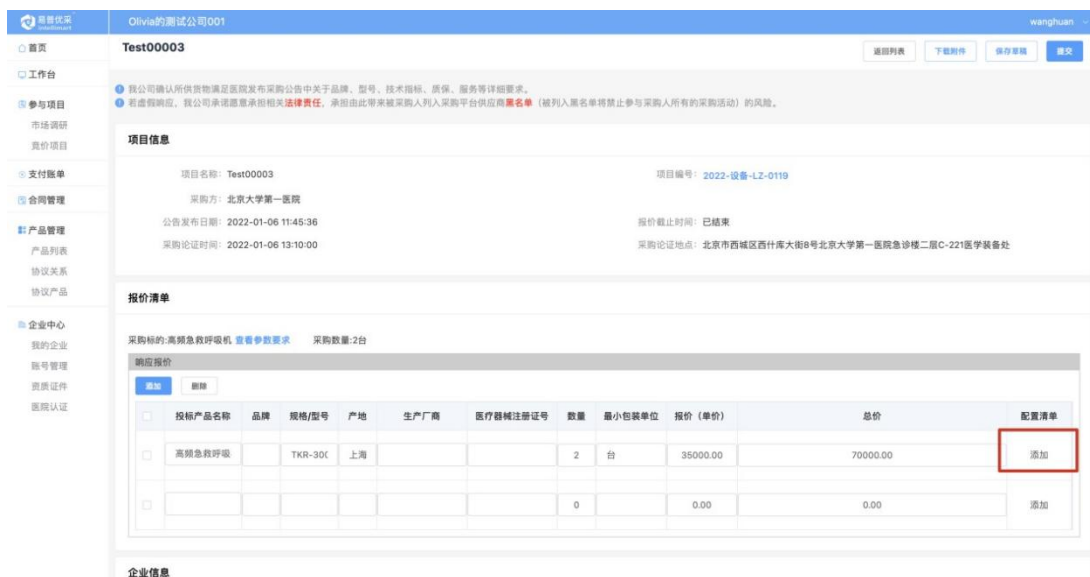 易普优采 Olivia的测试公司001 wanghuan
首页
工作台
参与项目
市场调研
竞价项目
支付账单
合同管理
产品管理
产品列表
协议关系
协议产品
企业中心
我的企业
账号管理
资质证件
医院认证
Test00003 返回列表 下载附件 保存草稿 提交
我公司确认所供货物满足医院发布采购公告中关于品牌、型号、技术指标、质保、服务等详细要求。
若虚假响应，我公司承诺愿意承担相关法律责任，承担由此带来被采购人列入采购平台供应商黑名单（被列入黑名单将禁止参与采购人所有的采购活动）的风险。
项目信息
项目名称： Test00003 项目编号： 2022-设备-LZ-0119
采购方： 北京大学第一医院
公告发布日期： 2022-01-06 11:45:36 报价截止时间： 已结束
采购论证时间： 2022-01-06 13:10:00 采购论证地点： 北京市西城区西什库大街8号北京大学第一医院急诊楼二层C-221医学装备处
报价清单
采购标的:高频急救呼吸机 查看参数要求 采购数量:2台
响应报价
添加 删除
投标产品名称 品牌 规格/型号 产地 生产厂商 医疗器械注册证号 数量 最小包装单位 报价（单价） 总价 配置清单
高频急救呼吸 TKR-30( 上海 2 台 35000.00 70000.00 添加
0 0.00 0.00 添加
企业信息